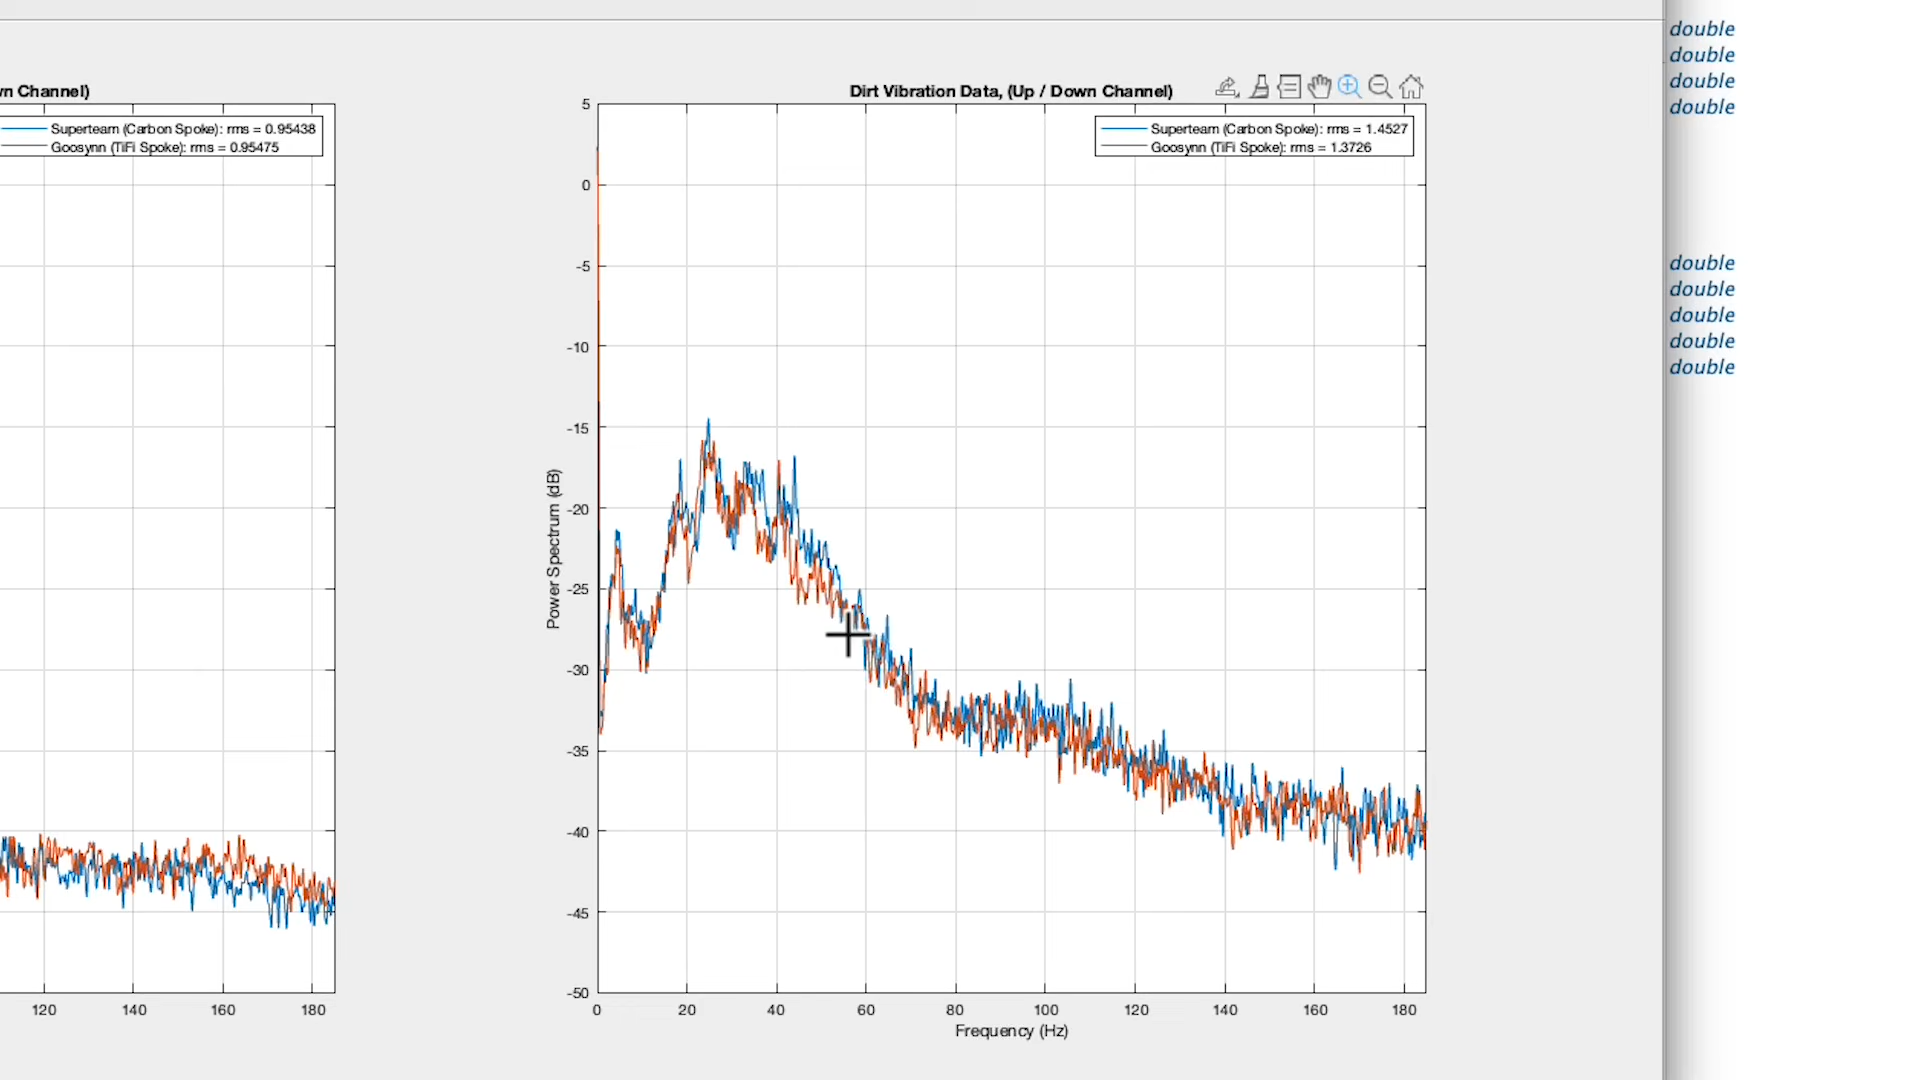 vn Channel)
Superteam (Carbon Spoke): rms = 0.95438
Goosynn (TiFi Spoke): rms = 0.95475
120 140 160 180
Dirt Vibration Data, (Up / Down Channel)
Superteam (Carbon Spoke): rms = 1.4527
Goosynn (TiFi Spoke): rms = 1.3726
5
0
-5
-10
-15
-20
-25
-30
-35
-40
-45
-50
Power Spectrum (dB)
0 20 40 60 80 100 120 140 160 180
Frequency (Hz)
double
double
double
double
double
double
double
double
double